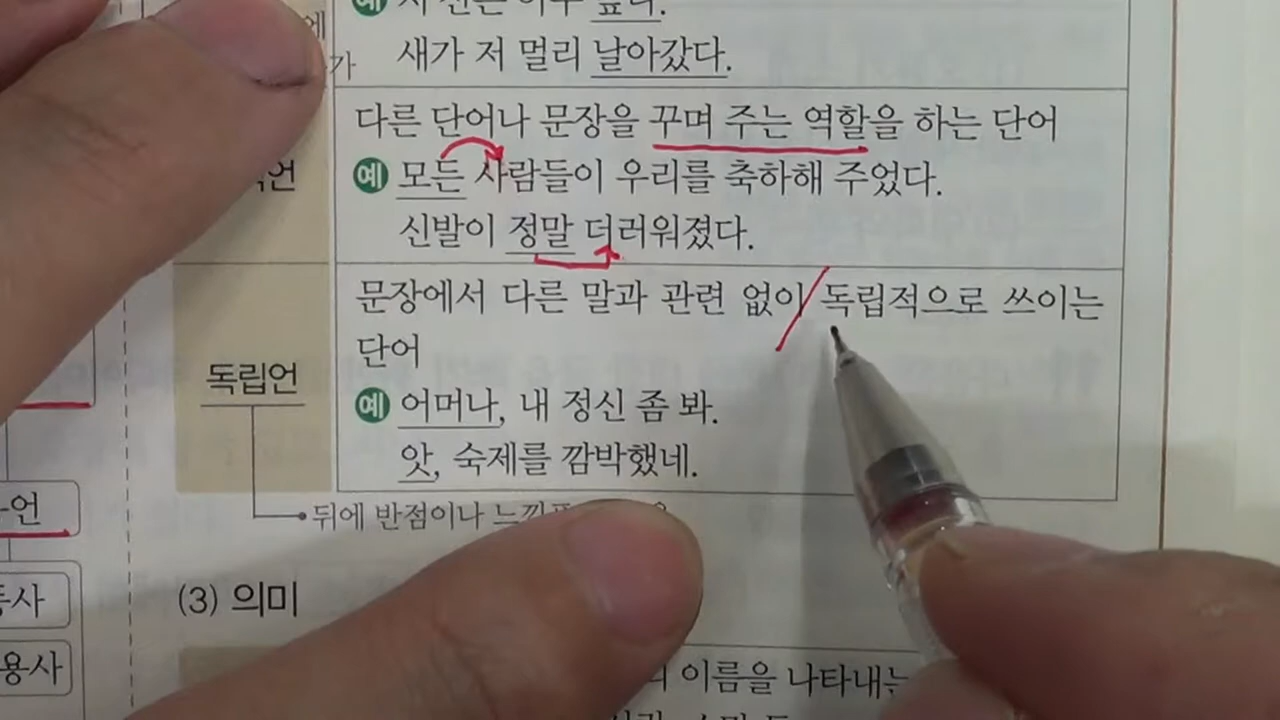 새가 저 멀리 날아갔다.
다른 단어나 문장을 꾸며 주는 역할을 하는 단어
예 모든 사람들이 우리를 축하해 주었다.
신발이 정말 더러워졌다.
문장에서 다른 말과 관련 없이 독립적으로 쓰이는
단어
독립언
예 어머나, 내 정신 좀 봐.
앗, 숙제를 깜박했네.
뒤에 반점이나
(3) 의미
이름을 나타내는